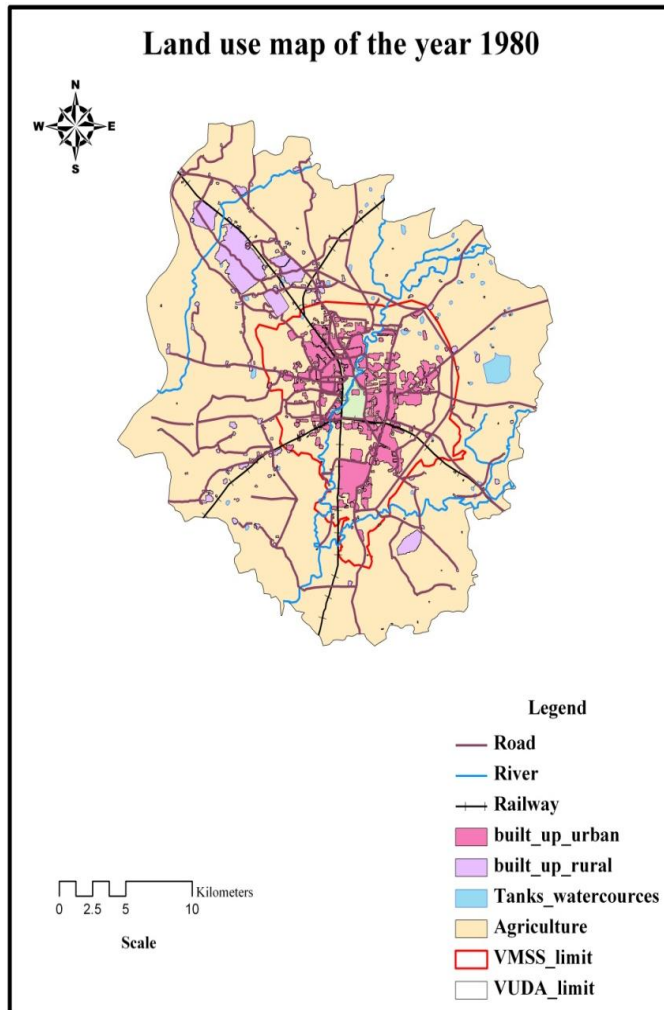 Land use map of the year 1980
N
W E
S
Legend
Road
River
Railway
built_up_urban
built_up_rural
Tanks_watercources
Agriculture
VMSS_limit
VUDA_limit
Kilometers
0 2.5 5 10
Scale